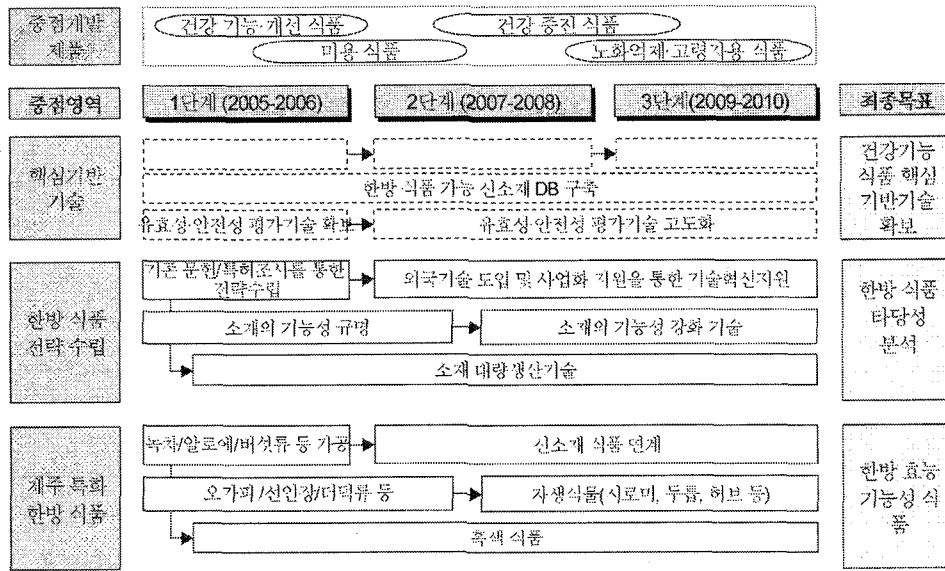 중점개발
제품
건강 기능·개선 식품
건강 증진 식품
미용 식품
노화억제·고령자용 식품
중점영역
1단계 (2005-2006)
2단계 (2007-2008)
3단계(2009-2010)
최종목표
핵심기반
기술
한방 식품 가능 신소재 DB 구축
유효성·안전성 평가기술 확보
유효성·안전성 평가기술 고도화
건강기능
식품 핵심
기반기술
확보
한방 식품
전략 수립
기존 문헌/특허조사를 통한
전략수립
외국기술 도입 및 사업화 지원을 통한 기술혁신지원
소재의 기능성 규명
소재의 기능성 강화 기술
소재 대량생산기술
한방 식품
타당성
분석
제주 특화
한방 식품
녹차/알로에/버섯류 등 가공
신소재 식품 연계
오가피/선인장/더덕류 등
자생식물(시로미, 두릅, 허브 등)
흑색 식품
한방 효능
기능성 식
품